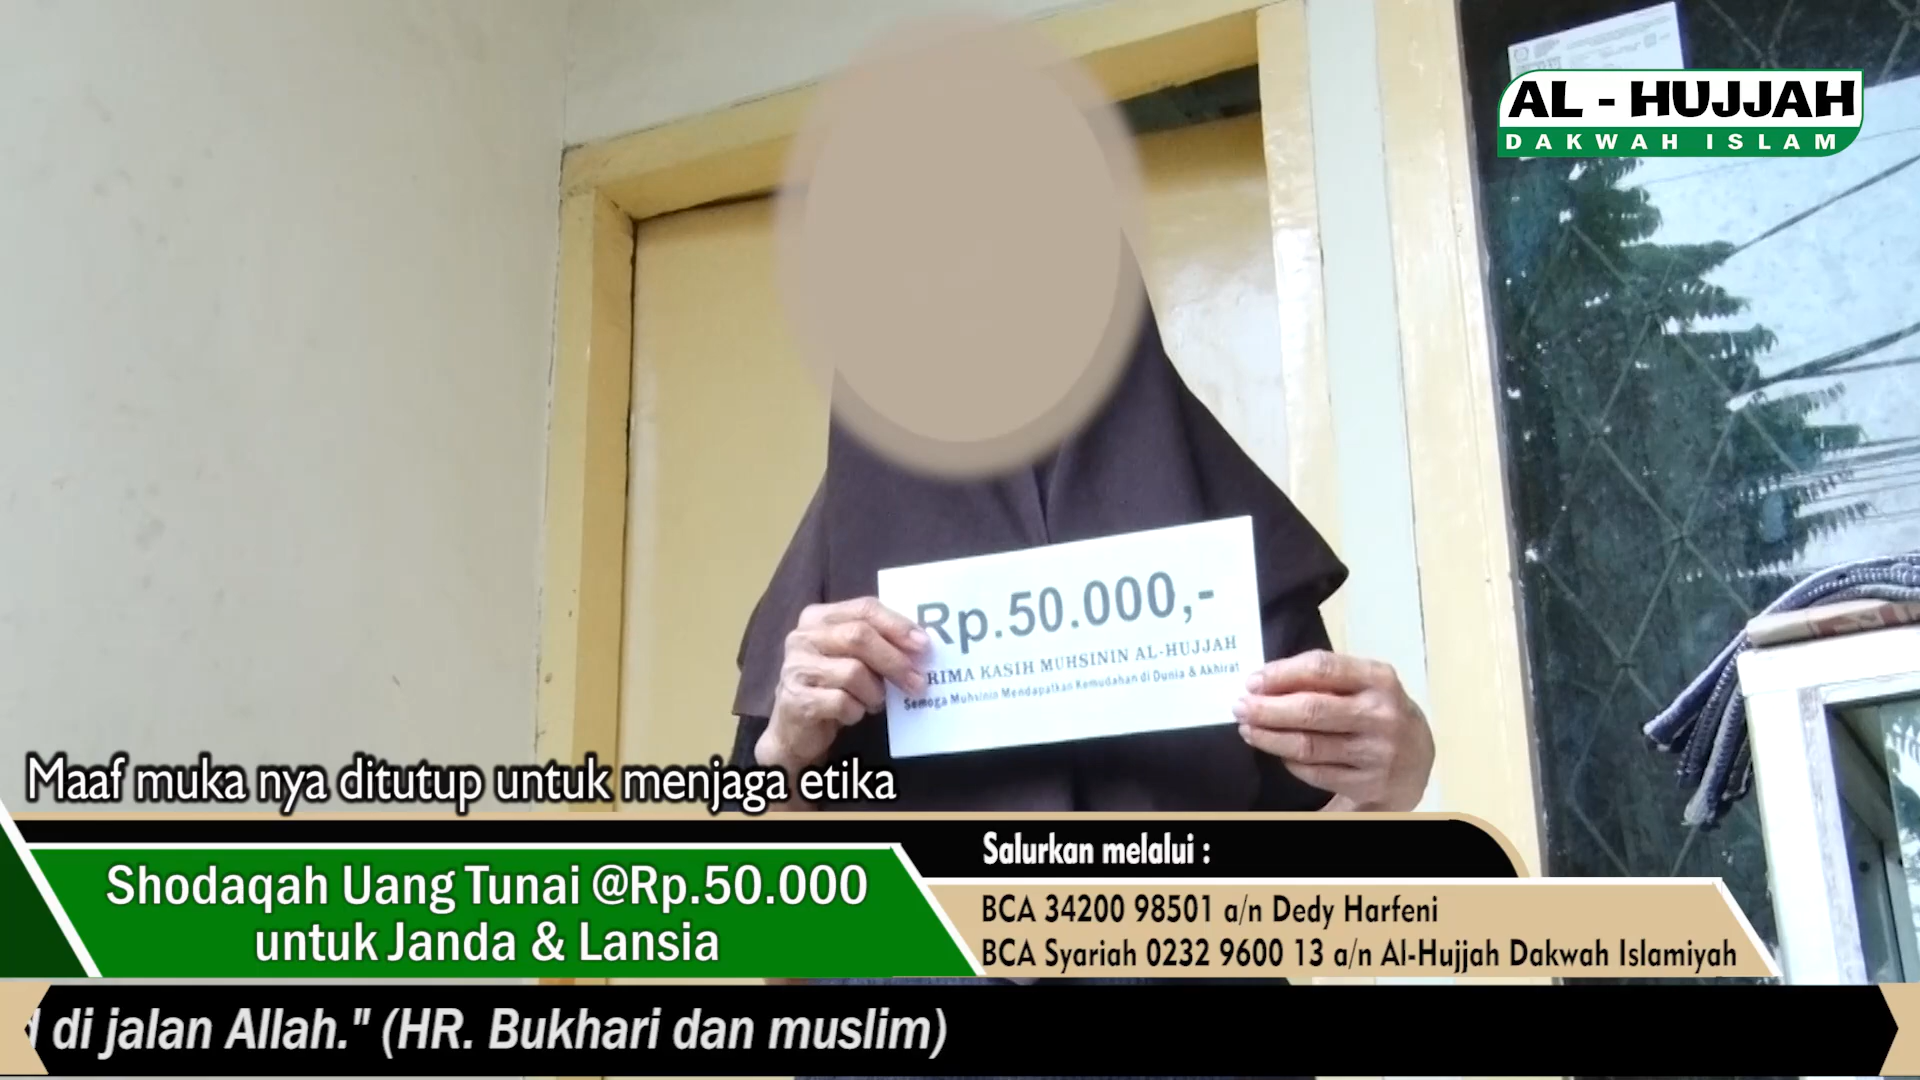 AL - HUJJAH
DAKWAH ISLAM
Rp.50.000,-
RIMA KASIH MUHSININ AL-HUJJAH
Semoga Muhsinin Mendapatkan Kemudahan di Dunia & Akhirat
Maaf muka nya ditutup untuk menjaga etika
Shodaqah Uang Tunai @Rp.50.000
untuk Janda & Lansia
Salurkan melalui :
BCA 34200 98501 a/n Dedy Harfeni
BCA Syariah 0232 9600 13 a/n Al-Hujjah Dakwah Islamiyah
di jalan Allah." (HR. Bukhari dan muslim)